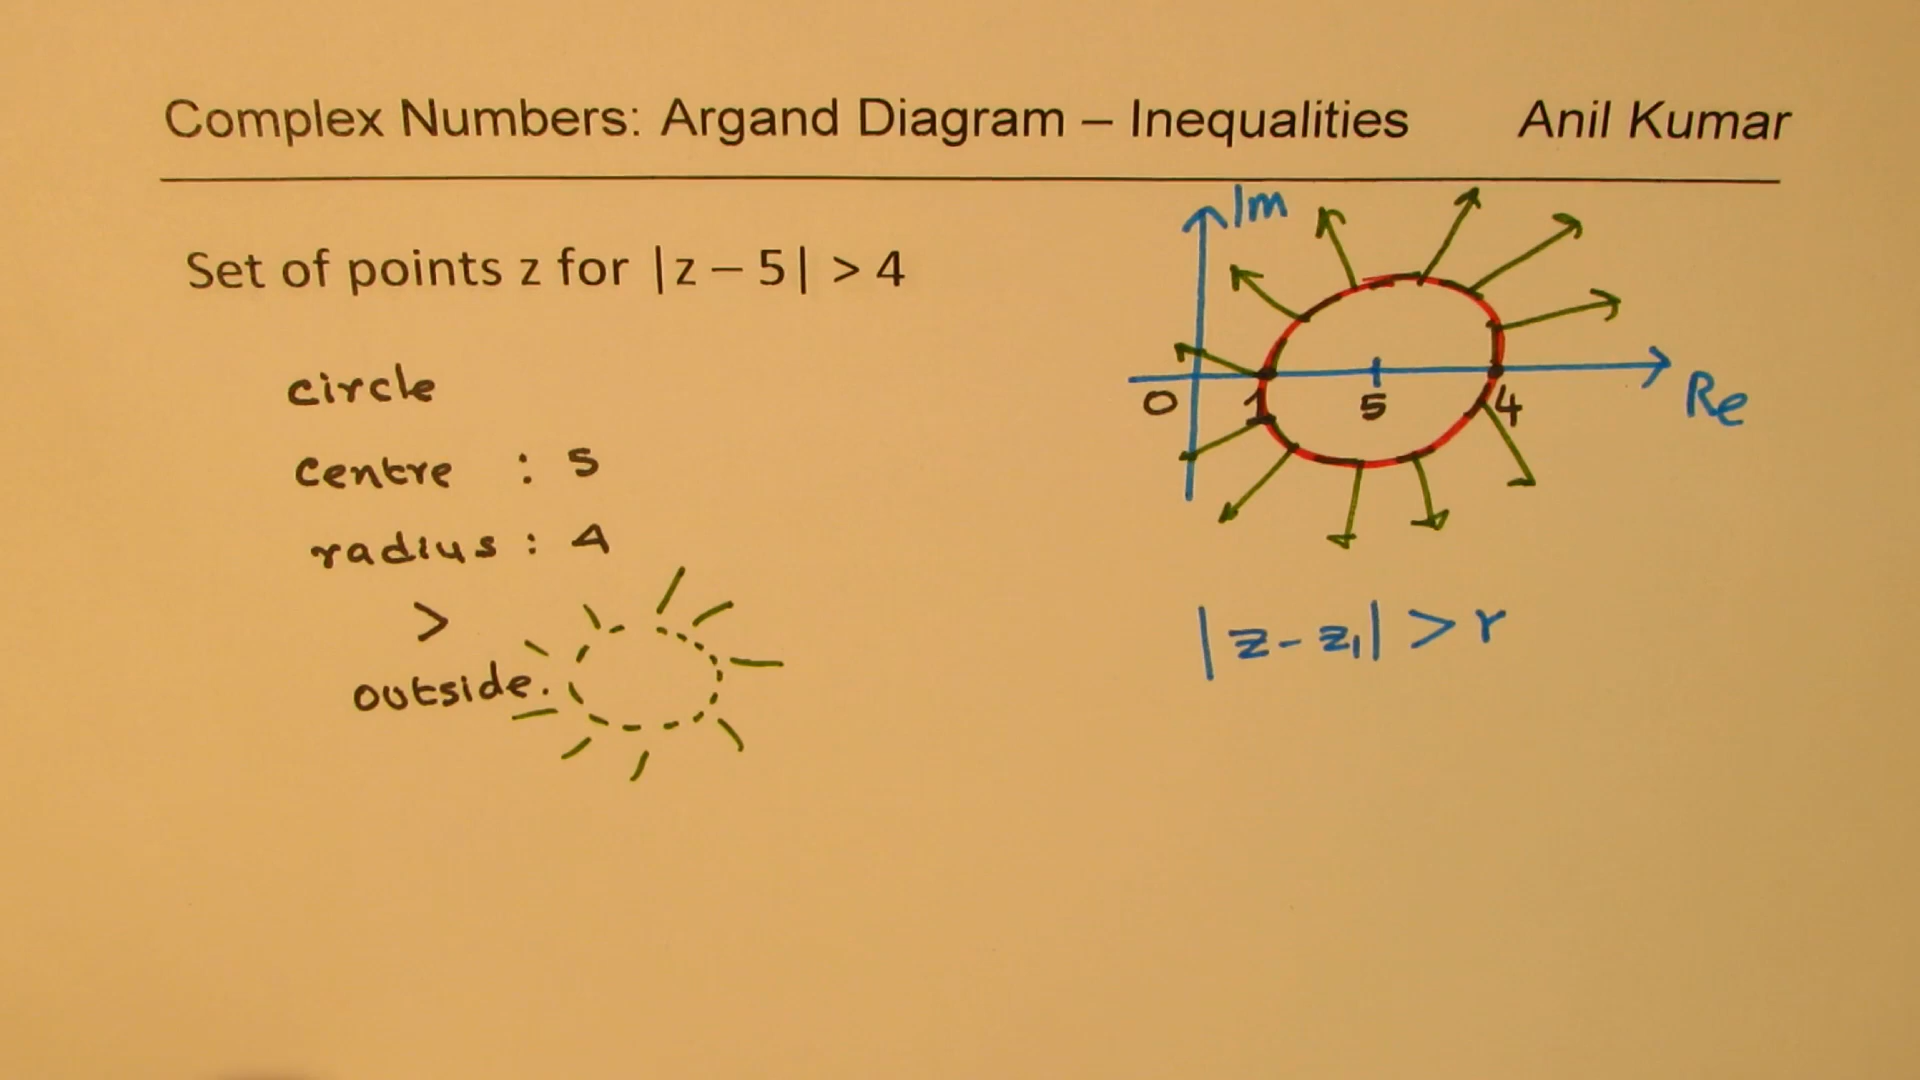 Complex Numbers: Argand Diagram – Inequalities Anil Kumar
Set of points z for |z – 5| > 4
circle
centre : 5
radius : 4
>
outside.
Im
0 1 5 4
Re
|z - z₁| > r